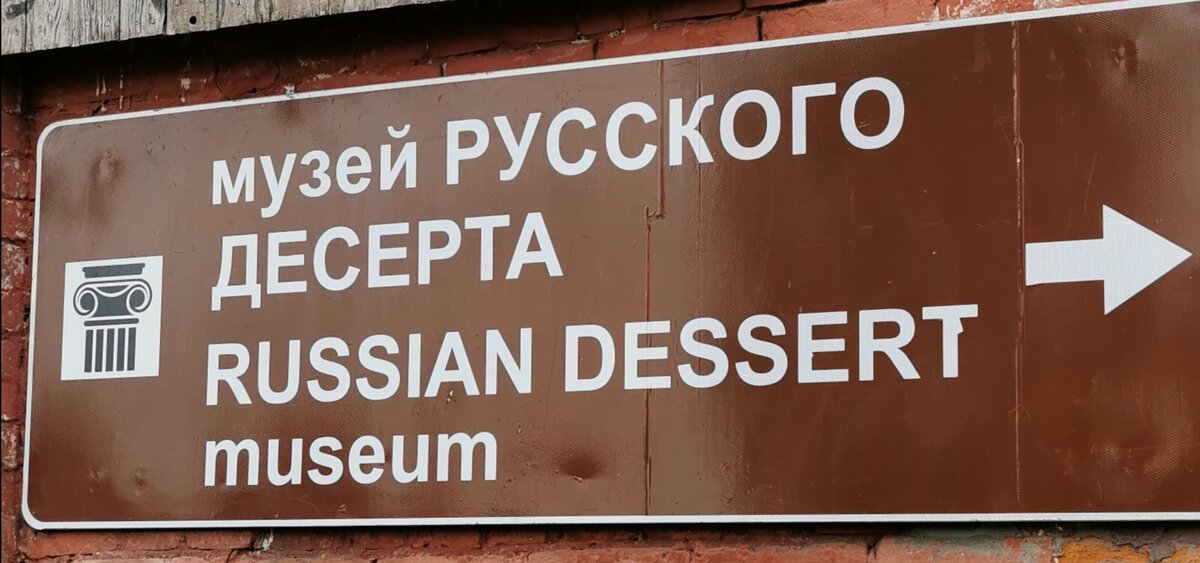 музей РУССКОГО
ДЕСЕРТА
RUSSIAN DESSERT
museum